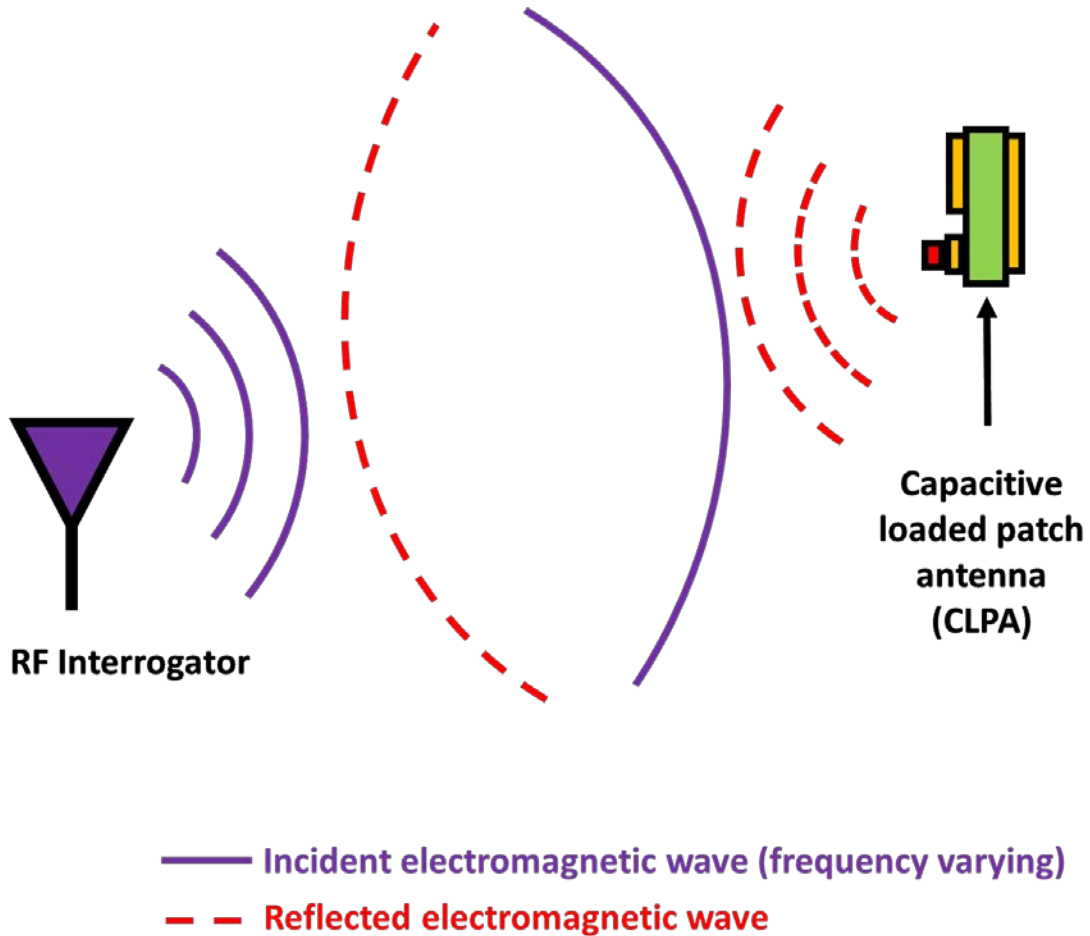 Capacitive
loaded patch
antenna
(CLPA)
RF Interrogator
Incident electromagnetic wave (frequency varying)
Reflected electromagnetic wave